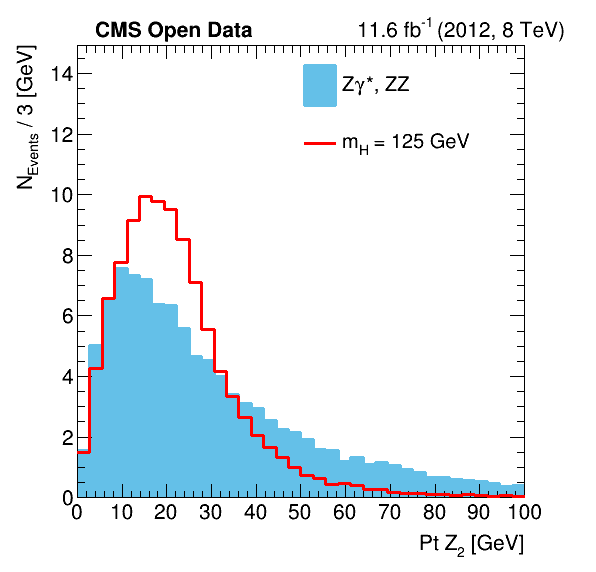 CMS Open Data 11.6 fb⁻¹ (2012, 8 TeV)
N_Events / 3 [GeV]
Zγ*, ZZ
m_H = 125 GeV
14
12
10
8
6
4
2
0
0 10 20 30 40 50 60 70 80 90 100
Pt Z₂ [GeV]